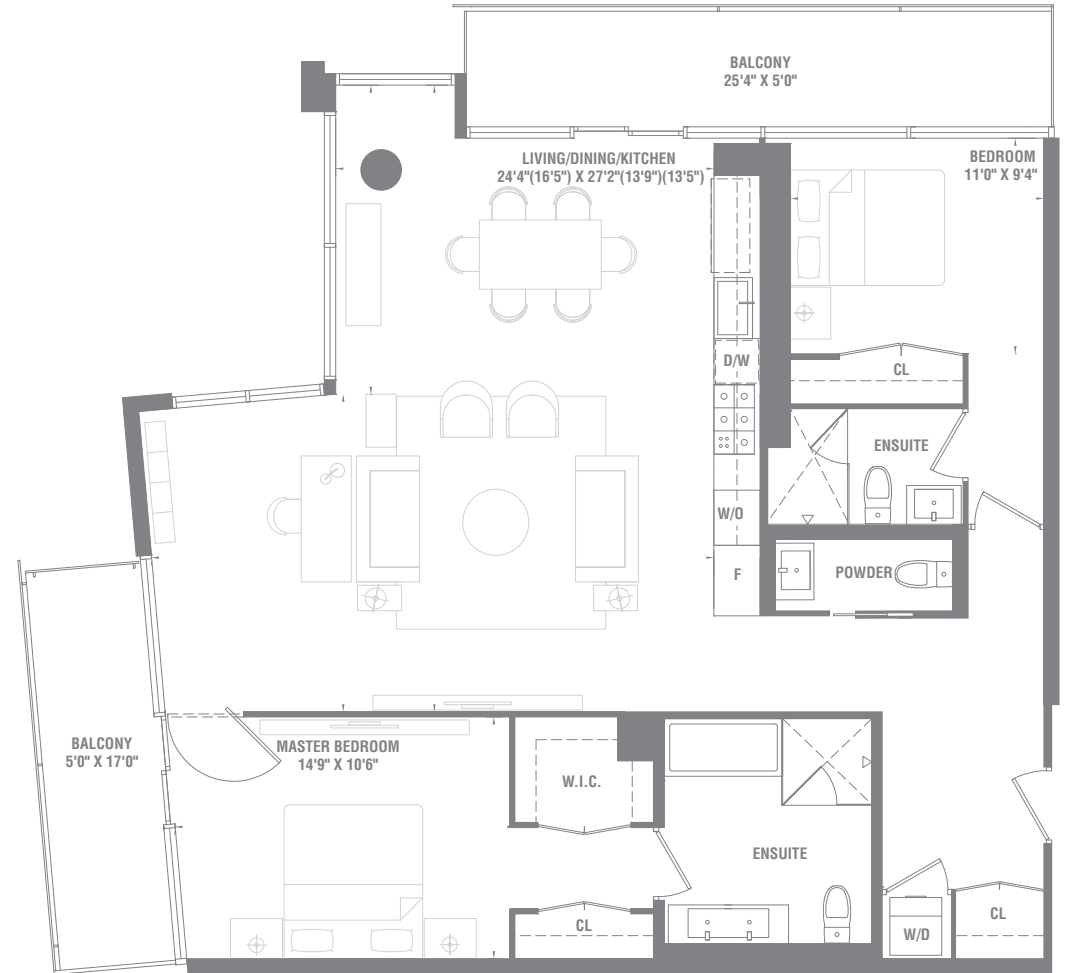 BALCONY
25'4" X 5'0"
LIVING/DINING/KITCHEN
24'4"(16'5") X 27'2"(13'9")(13'5")
BEDROOM
11'0" X 9'4"
D/W
CL
ENSUITE
W/O
F
POWDER
BALCONY
5'0" X 17'0"
MASTER BEDROOM
14'9" X 10'6"
W.I.C.
ENSUITE
CL
W/D
CL